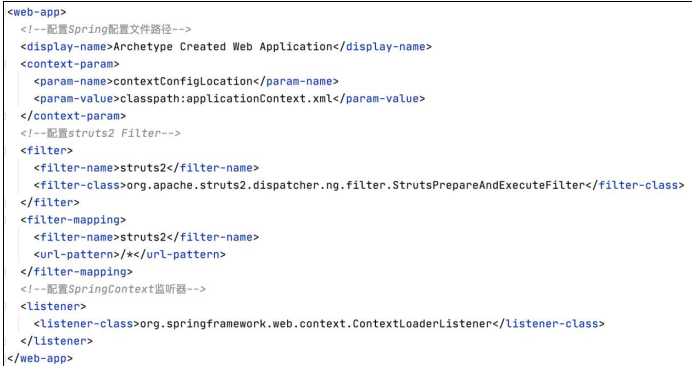 <web-app>
<!--配置Spring配置文件路径-->
<display-name>Archetype Created Web Application</display-name>
<context-param>
<param-name>contextConfigLocation</param-name>
<param-value>classpath:applicationContext.xml</param-value>
</context-param>
<!--配置struts2 Filter-->
<filter>
<filter-name>struts2</filter-name>
<filter-class>org.apache.struts2.dispatcher.ng.filter.StrutsPrepareAndExecuteFilter</filter-class>
</filter>
<filter-mapping>
<filter-name>struts2</filter-name>
<url-pattern>/*</url-pattern>
</filter-mapping>
<!--配置SpringContext监听器-->
<listener>
<listener-class>org.springframework.web.context.ContextLoaderListener</listener-class>
</listener>
</web-app>